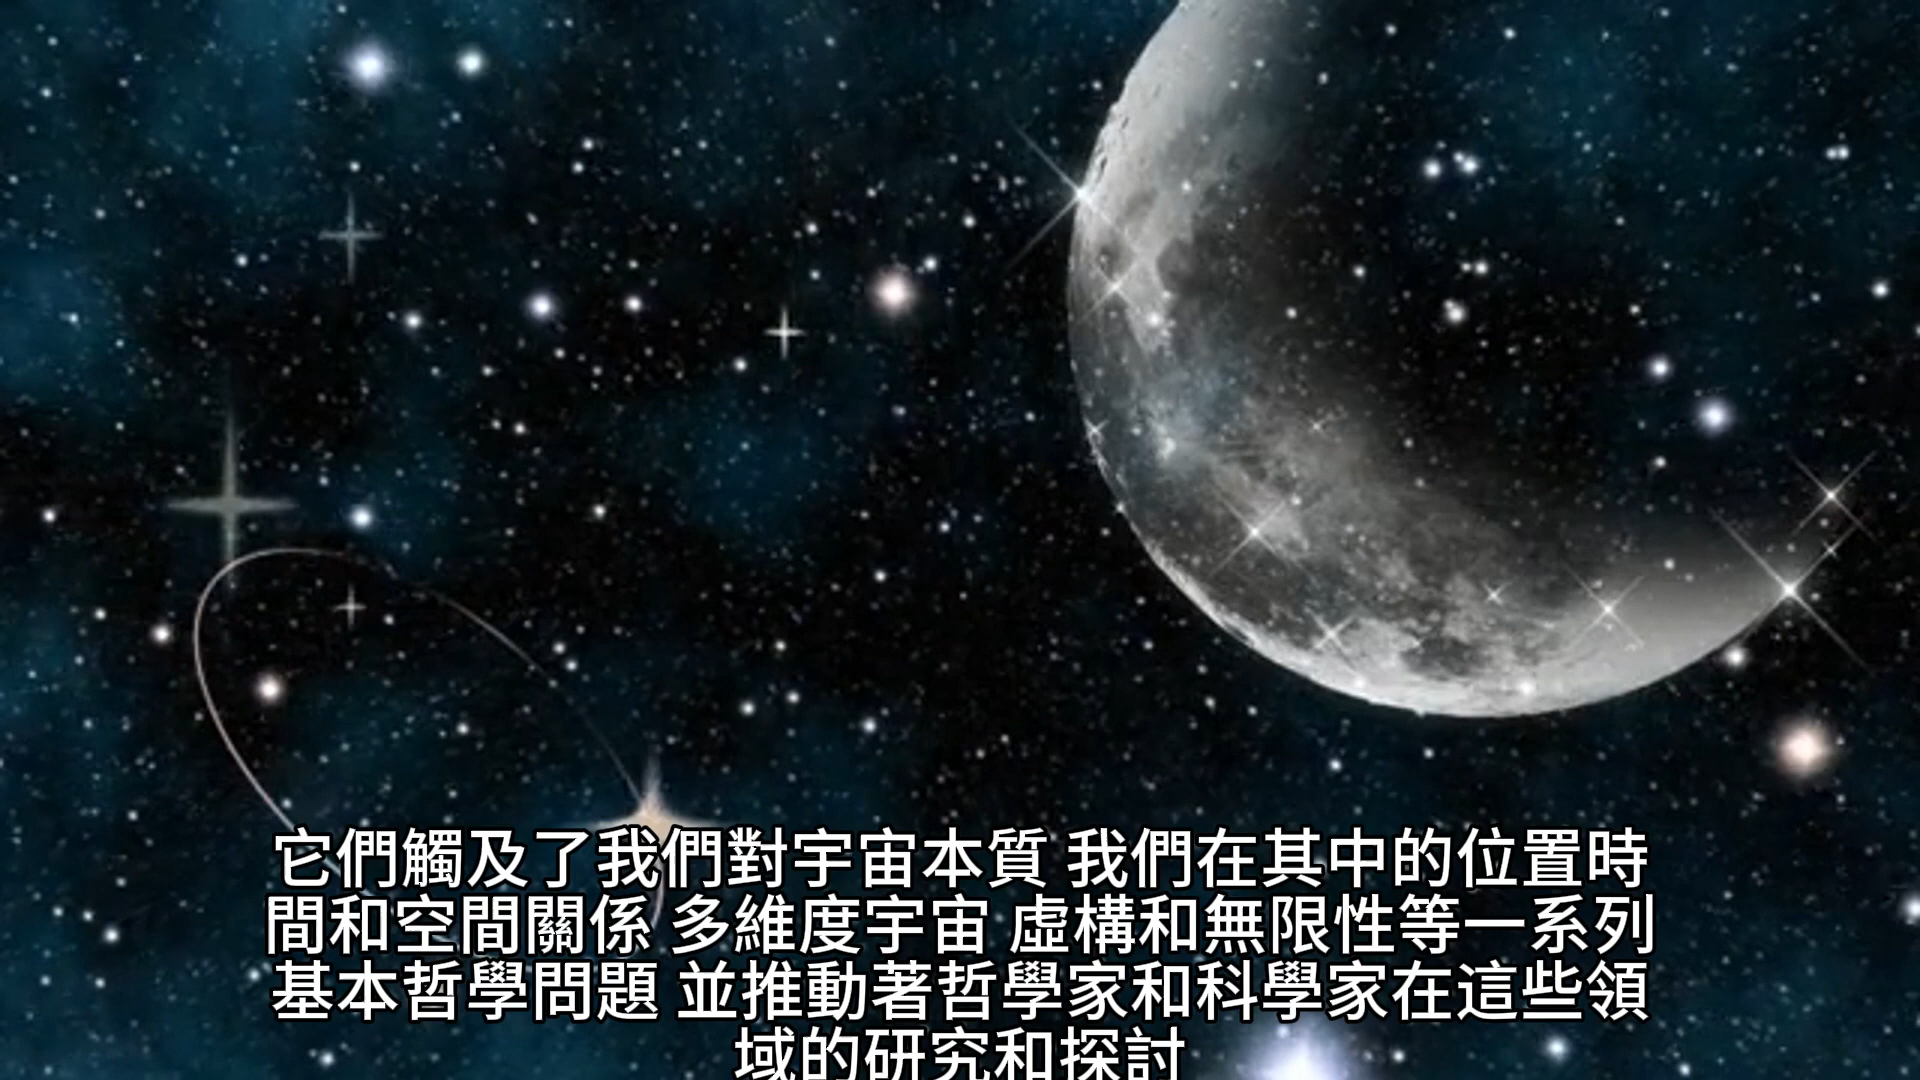 它們觸及了我們對宇宙本質 我們在其中的位置時
間和空間關係 多維度宇宙 虛構和無限性等一系列
基本哲學問題 並推動著哲學家和科學家在這些領
域的研究和探討